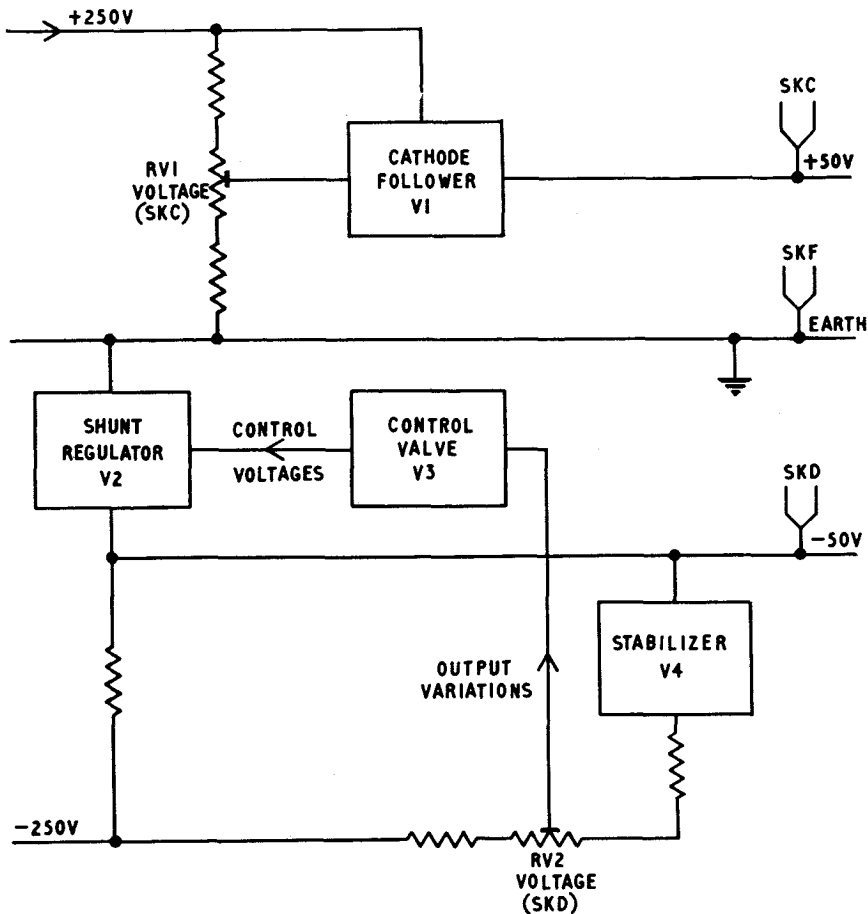 +250V
SKC
RV1
VOLTAGE
(SKC)
CATHODE
FOLLOWER
V1
+50V
SKF
EARTH
SHUNT
REGULATOR
V2
CONTROL
VOLTAGES
CONTROL
VALVE
V3
SKD
-50V
OUTPUT
VARIATIONS
STABILIZER
V4
-250V
RV2
VOLTAGE
(SKD)